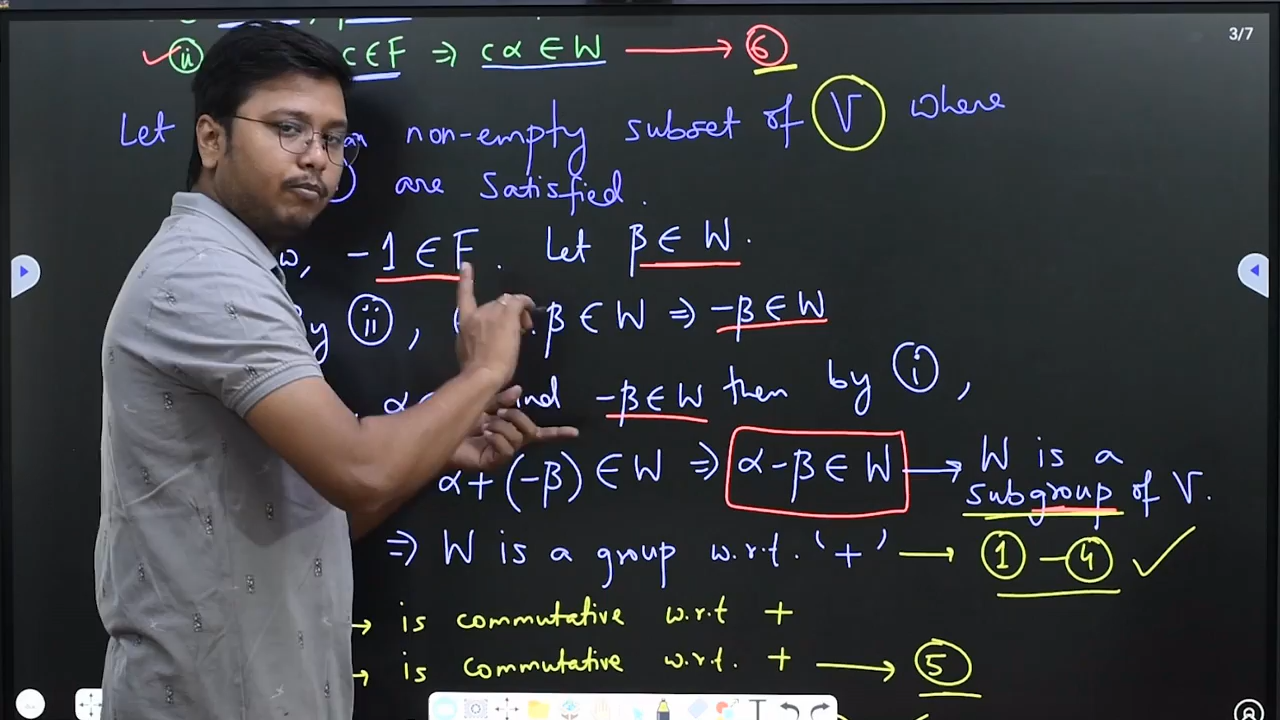 3/7
ii c∈F ⇒ cα ∈ W ⟶ 6
Let an non-empty subset of V where
are satisfied.
-1 ∈ F. Let β ∈ W.
By ii, .β ∈ W ⇒ -β ∈ W
and -β ∈ W then by i,
α+(-β) ∈ W ⇒ α-β ∈ W ⟶ W is a
subgroup of V.
⇒ W is a group w.r.t. '+' ⟶ 1 – 4 ✓
→ is commutative w.r.t +
→ is commutative w.r.t. + ⟶ 5
T